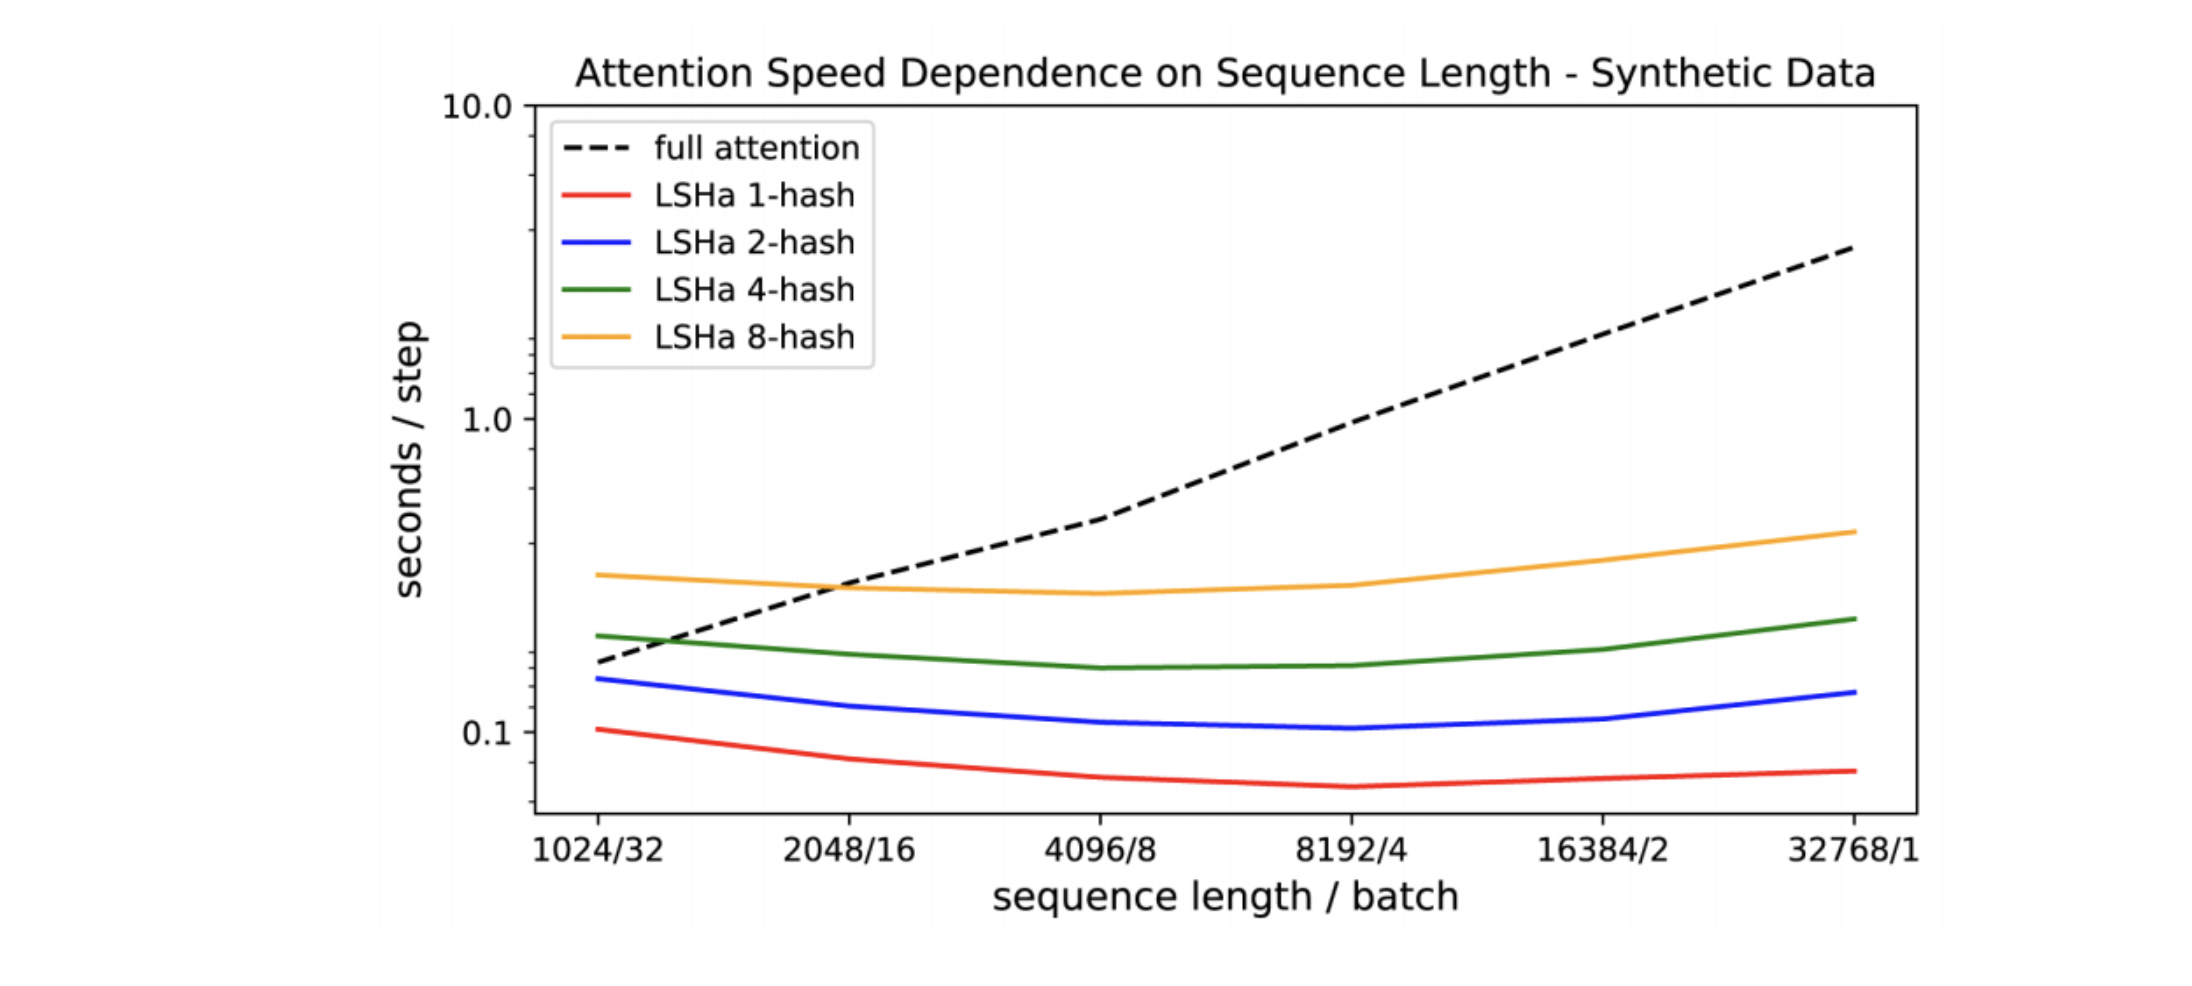 Attention Speed Dependence on Sequence Length - Synthetic Data
10.0
1.0
0.1
seconds / step
full attention
LSHa 1-hash
LSHa 2-hash
LSHa 4-hash
LSHa 8-hash
1024/32 2048/16 4096/8 8192/4 16384/2 32768/1
sequence length / batch